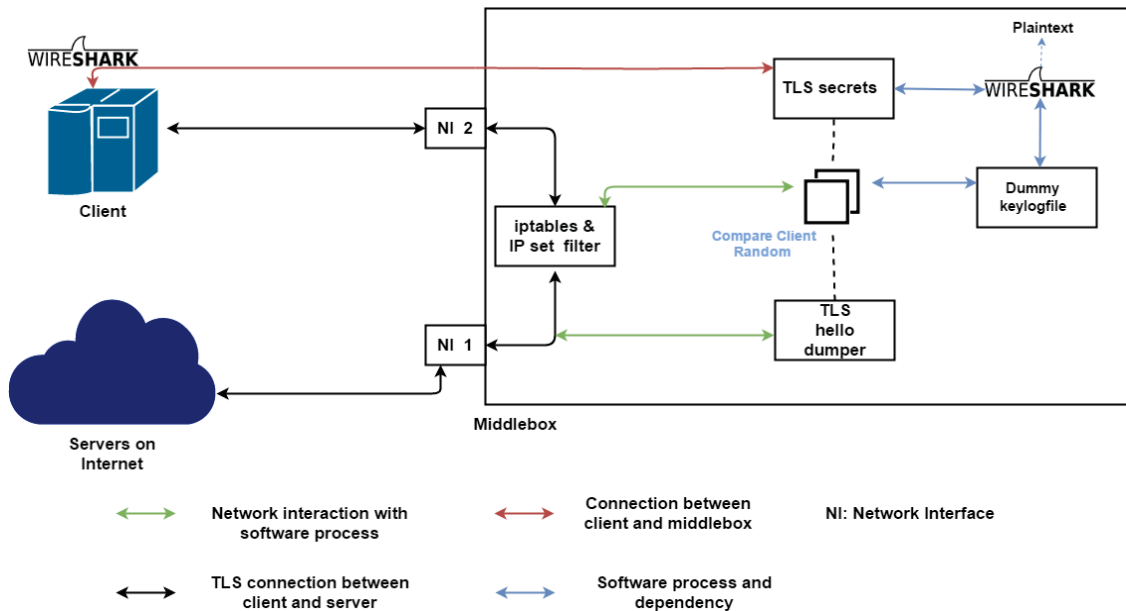 Plaintext
WIRESHARK
TLS secrets
WIRESHARK
NI 2
Client
Dummy
keylogfile
iptables &
IP set filter
Compare Client
Random
TLS
hello
dumper
NI 1
Middlebox
Servers on
Internet
Network interaction with
software process
Connection between
client and middlebox
NI: Network Interface
TLS connection between
client and server
Software process and
dependency